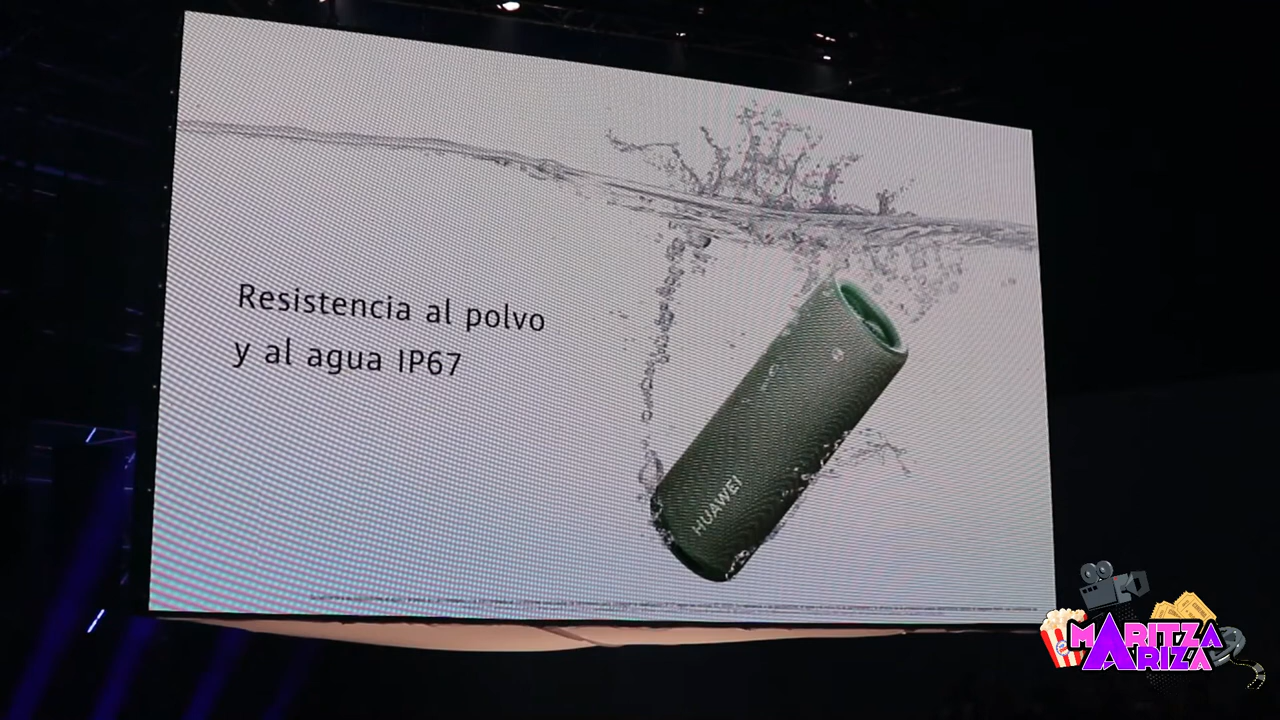 Resistencia al polvo
y al agua IP67
HUAWEI
MARITZA
ARIZA